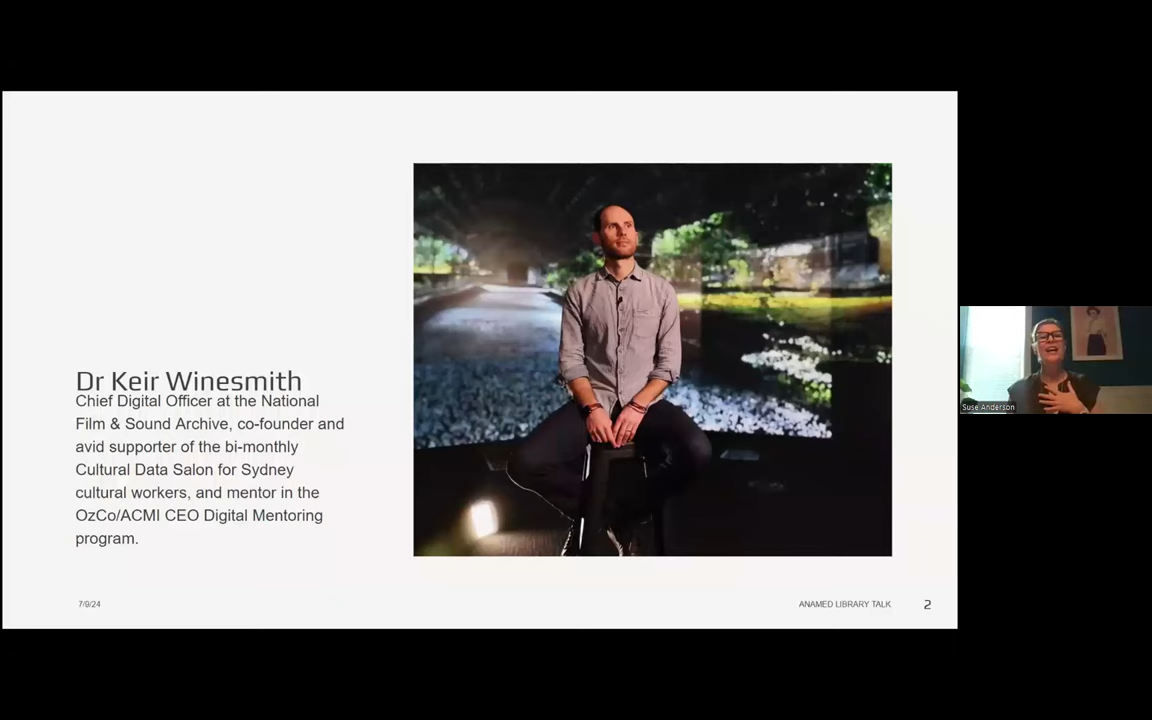 Dr Keir Winesmith
Chief Digital Officer at the National
Film & Sound Archive, co-founder and
avid supporter of the bi-monthly
Cultural Data Salon for Sydney
cultural workers, and mentor in the
OzCo/ACMI CEO Digital Mentoring
program.
7/9/24
ANAMED LIBRARY TALK
2
Suse Anderson